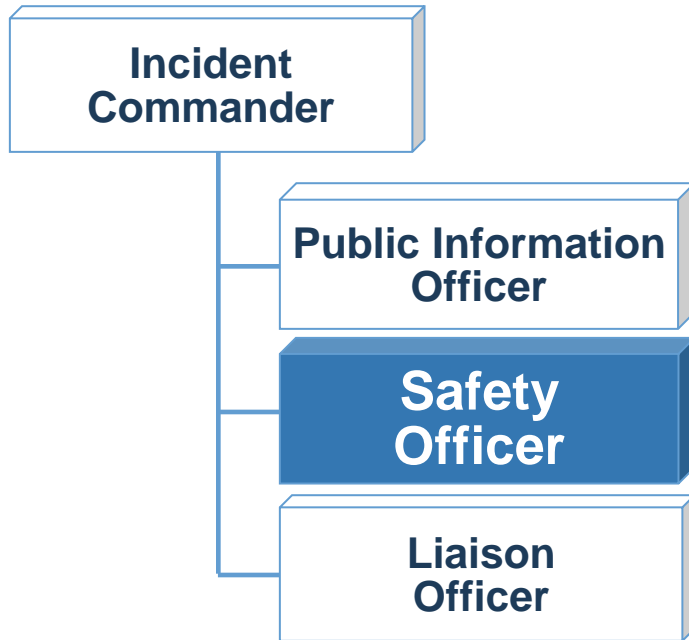 Incident
Commander
Public Information
Officer
Safety
Officer
Liaison
Officer